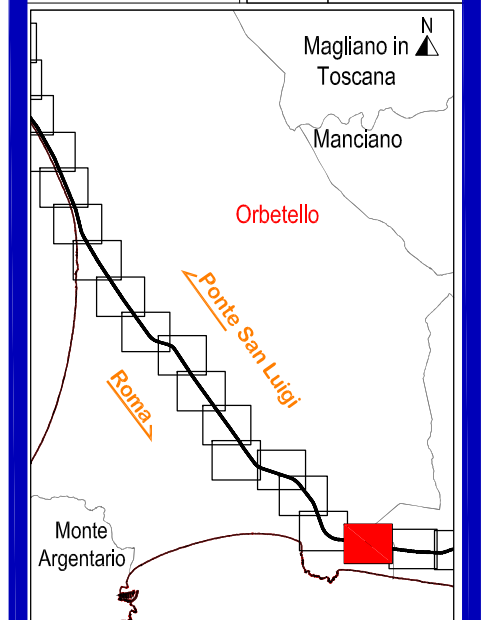 N
Magliano in
Toscana
Manciano
Orbetello
Ponte San Luigi
Roma
Monte
Argentario